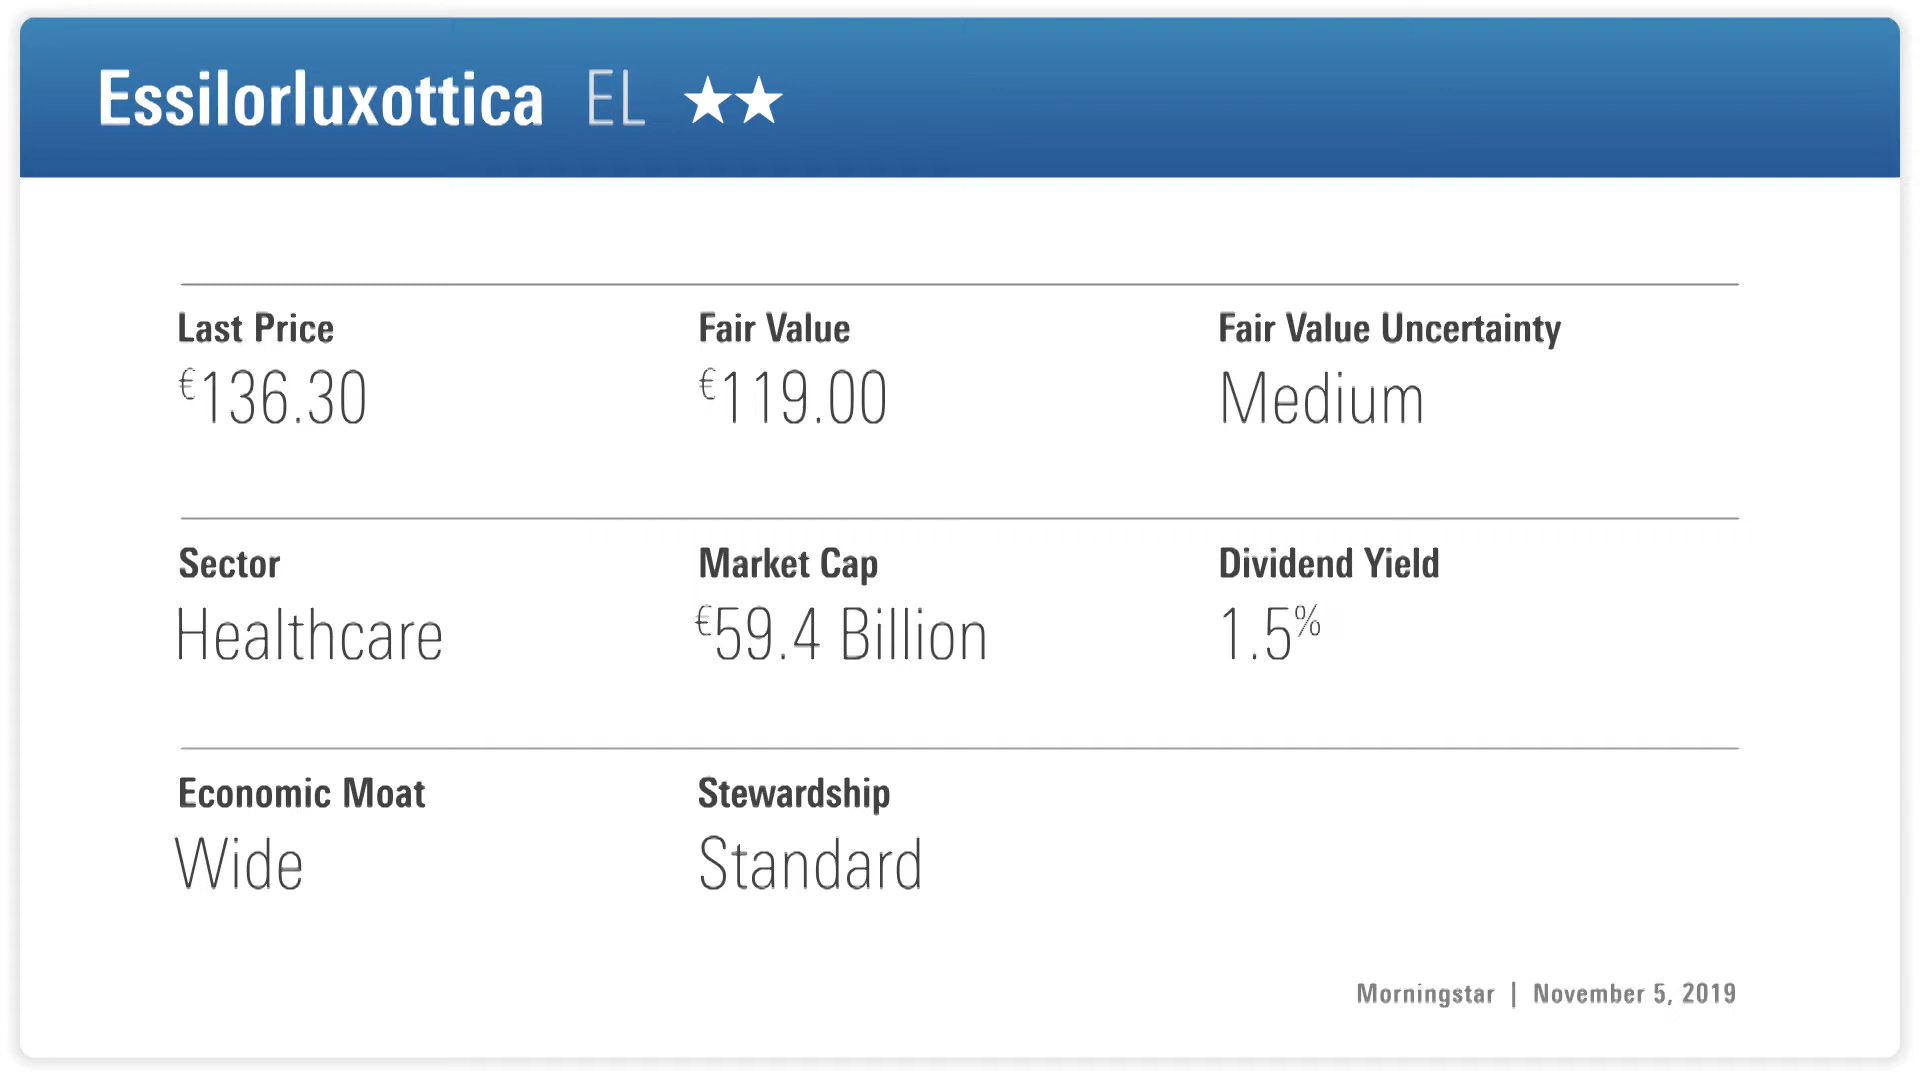 Essilorluxottica EL ★★
Last Price Fair Value Fair Value Uncertainty
€136.30 €119.00 Medium
Sector Market Cap Dividend Yield
Healthcare €59.4 Billion 1.5%
Economic Moat Stewardship
Wide Standard
Morningstar | November 5, 2019